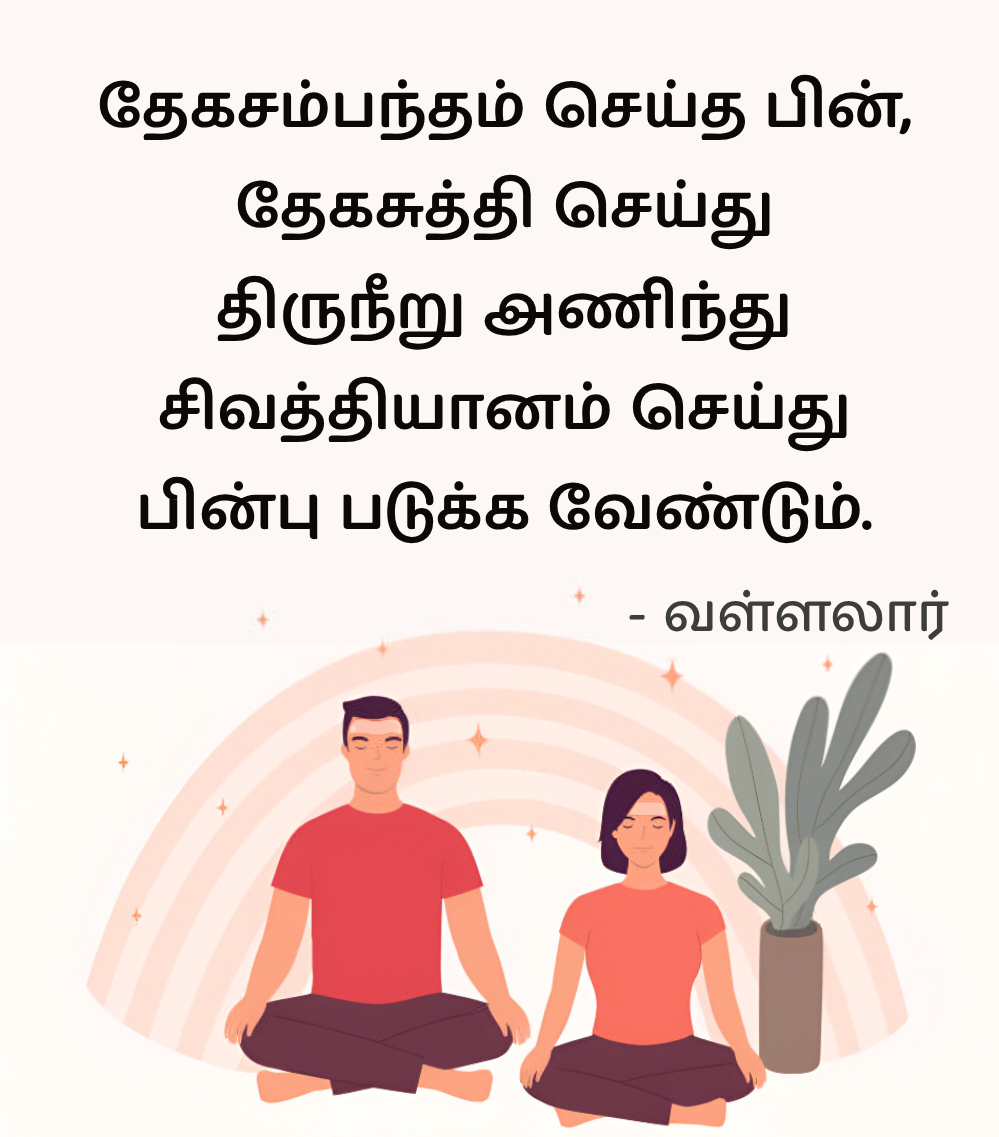 தேகசம்பந்தம் செய்த பின்,
தேகசுத்தி செய்து
திருநீறு அணிந்து
சிவத்தியானம் செய்து
பின்பு படுக்க வேண்டும்.
- வள்ளலார்